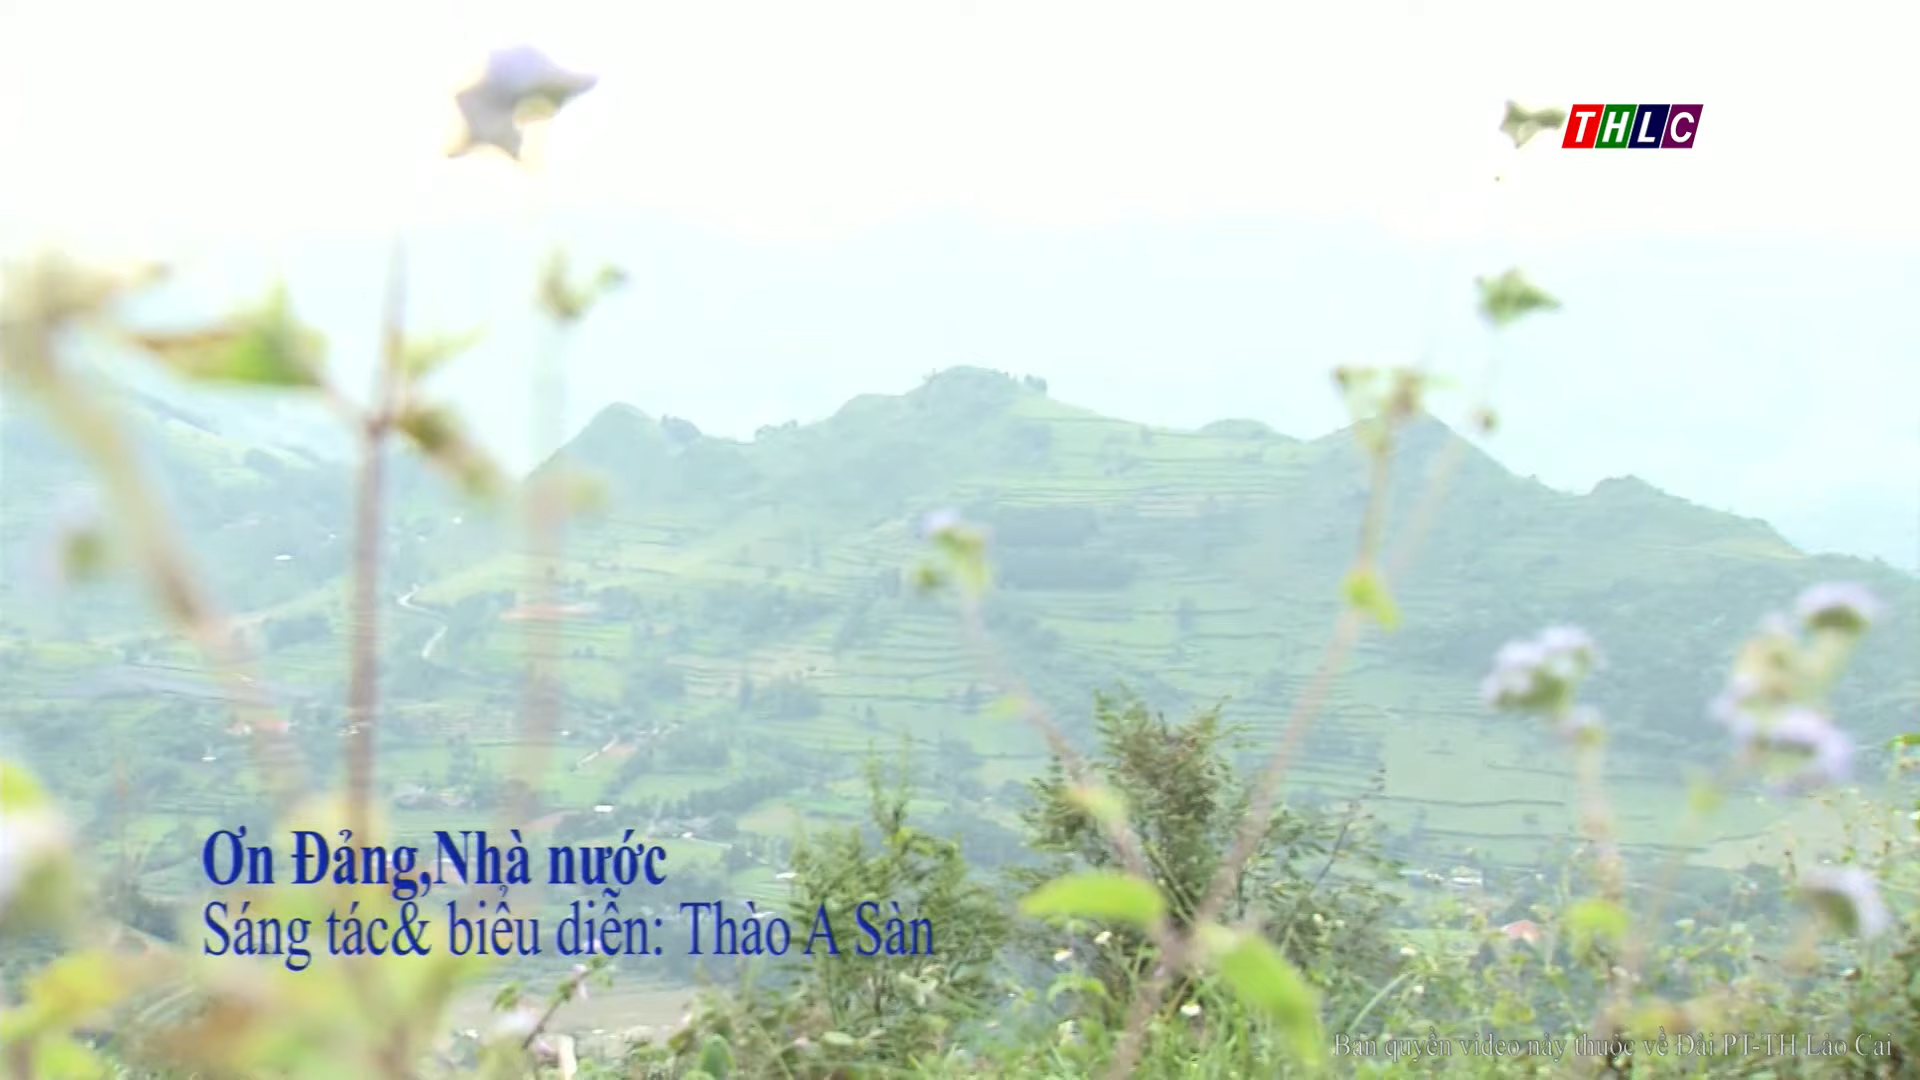 THLC
Ơn Đảng,Nhà nước
Sáng tác& biểu diễn: Thào A Sàn
Bản quyền video này thuộc về Đài PT-TH Lào Cai